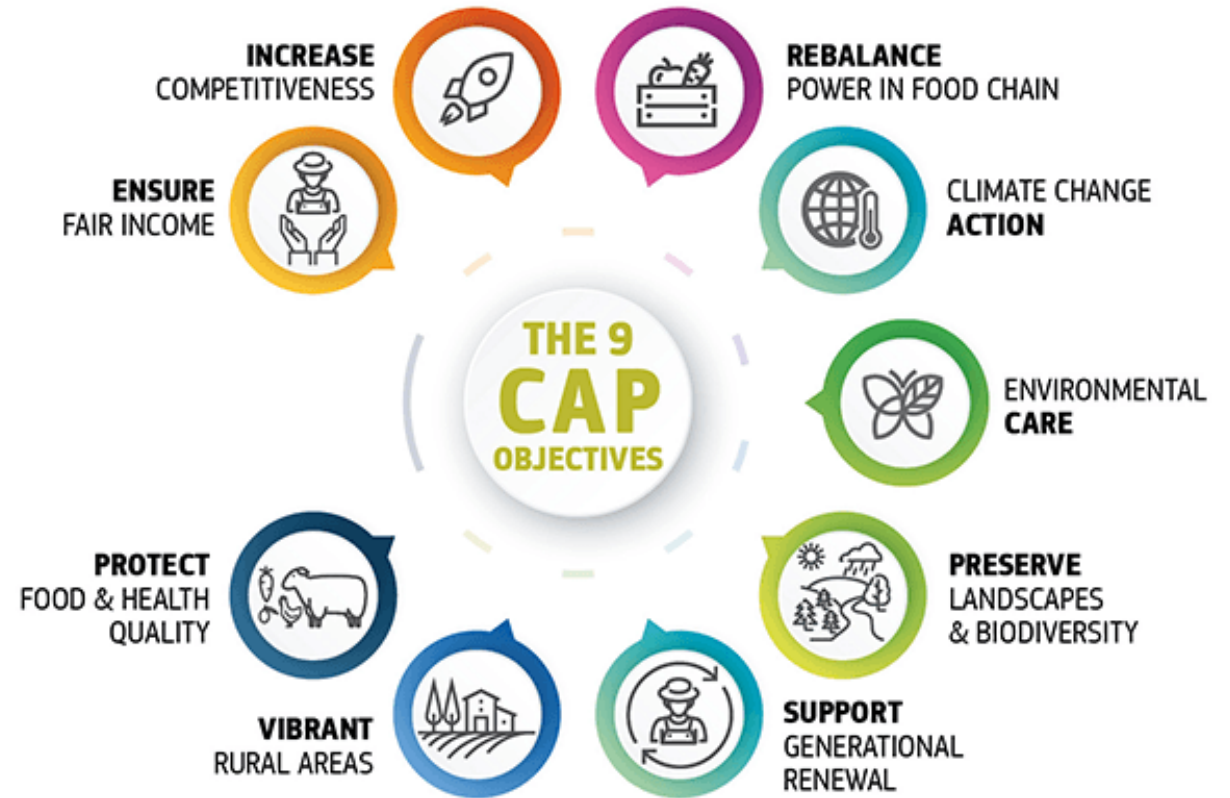 THE 9
CAP
OBJECTIVES
ENSURE
FAIR INCOME
INCREASE
COMPETITIVENESS
REBALANCE
POWER IN FOOD CHAIN
CLIMATE CHANGE
ACTION
ENVIRONMENTAL
CARE
PRESERVE
LANDSCAPES
& BIODIVERSITY
SUPPORT
GENERATIONAL
RENEWAL
VIBRANT
RURAL AREAS
PROTECT
FOOD & HEALTH
QUALITY